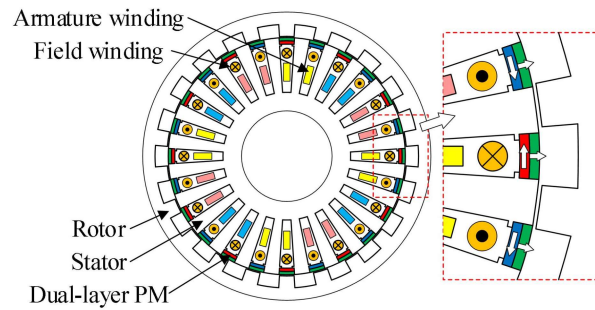 Armature winding
Field winding
Rotor
Stator
Dual-layer PM